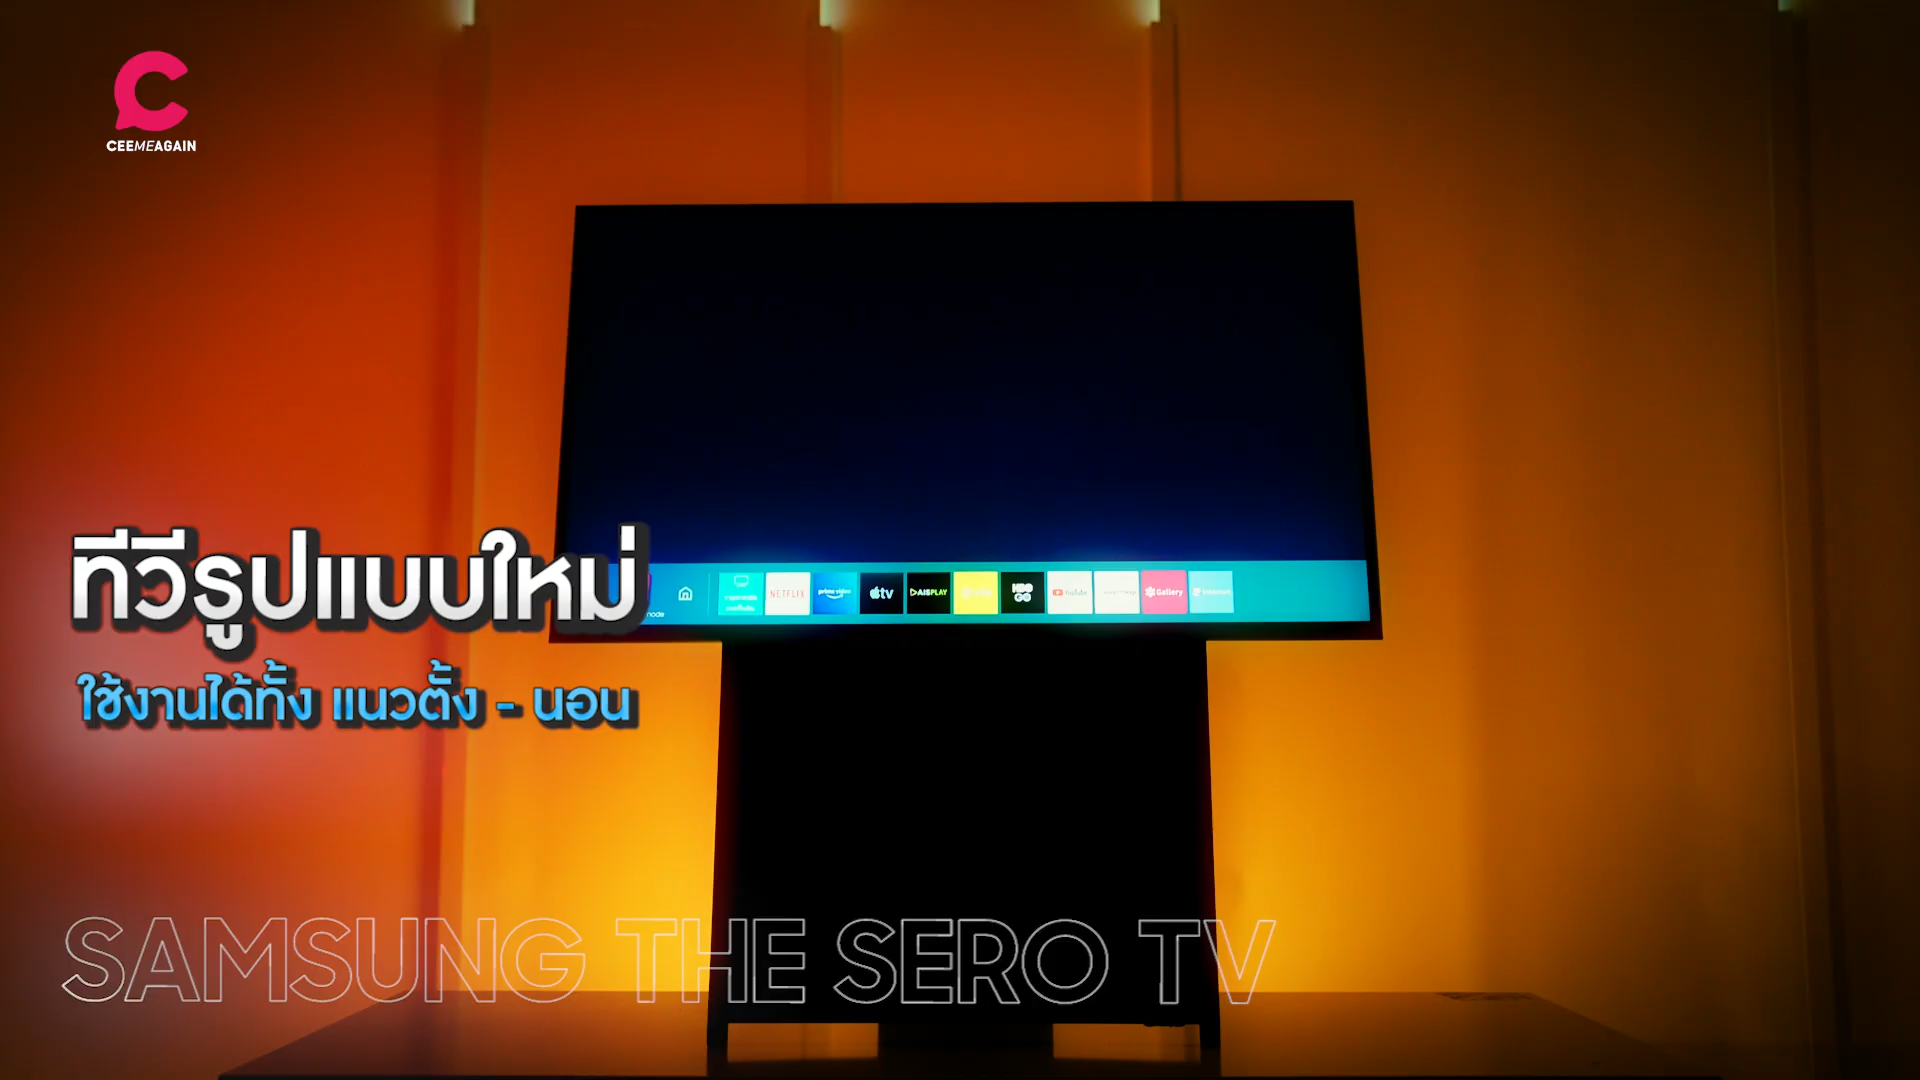 CEEMEAGAIN
ทีวีรูปแบบใหม่
ใช้งานได้ทั้ง แนวตั้ง - นอน
NETFLIX
prime video
tv
AISPLAY
HBO GO
YouTube
Gallery
SAMSUNG THE SERO TV